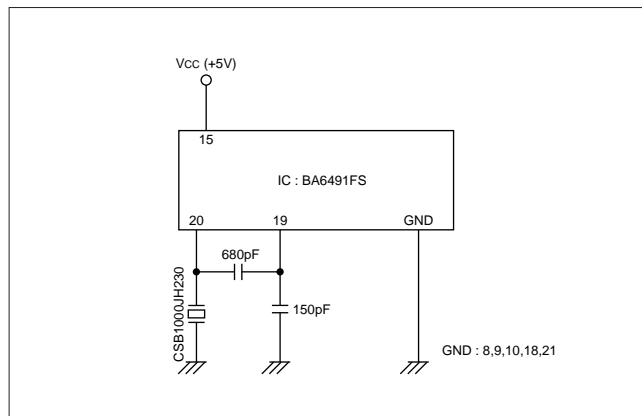 VCC (+5V)
15
IC : BA6491FS
20
19
GND
680pF
CSB1000JH230
150pF
GND : 8,9,10,18,21